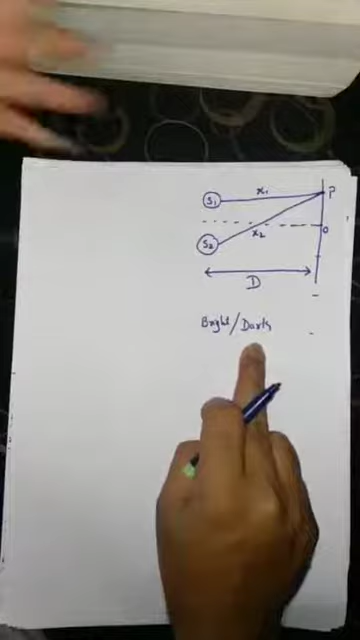 S1 x1 P
O
S2 x2
D
Bright/Dark